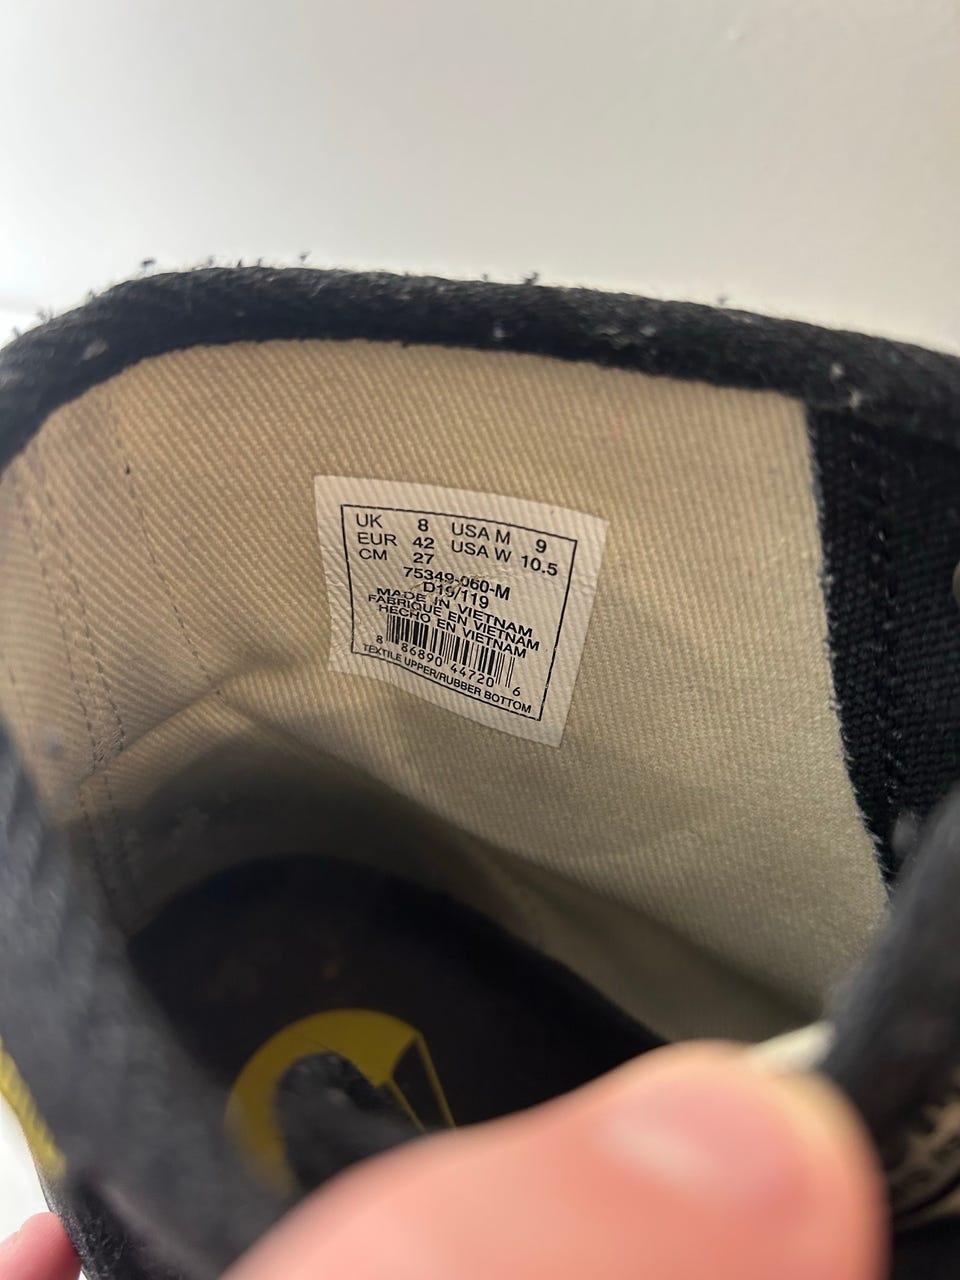 UK 8 USA M 9
EUR 42 USA W 10.5
CM 27
75349-060-M
D19/119
MADE IN VIETNAM
FABRIQUE EN VIETNAM
HECHO EN VIETNAM
8 86890 44720 6
TEXTILE UPPER/RUBBER BOTTOM